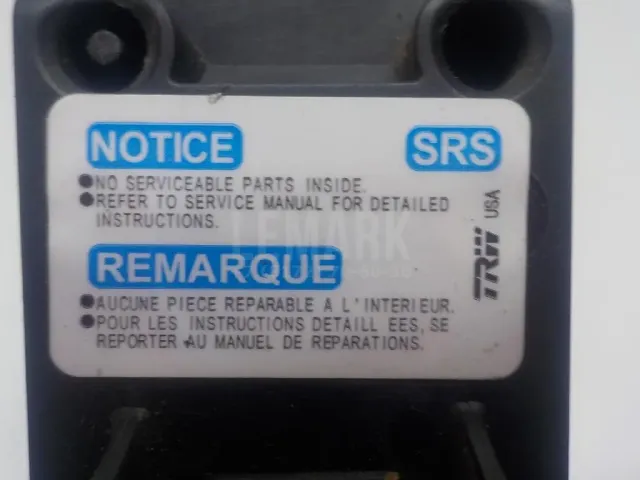 NOTICE
SRS
●NO SERVICEABLE PARTS INSIDE.
●REFER TO SERVICE MANUAL FOR DETAILED
INSTRUCTIONS.
TRW USA
LEMARK
REMARQUE
●AUCUNE PIECE REPARABLE A L'INTERIEUR.
●POUR LES INSTRUCTIONS DETAILL EES, SE
REPORTER AU MANUEL DE REPARATIONS.